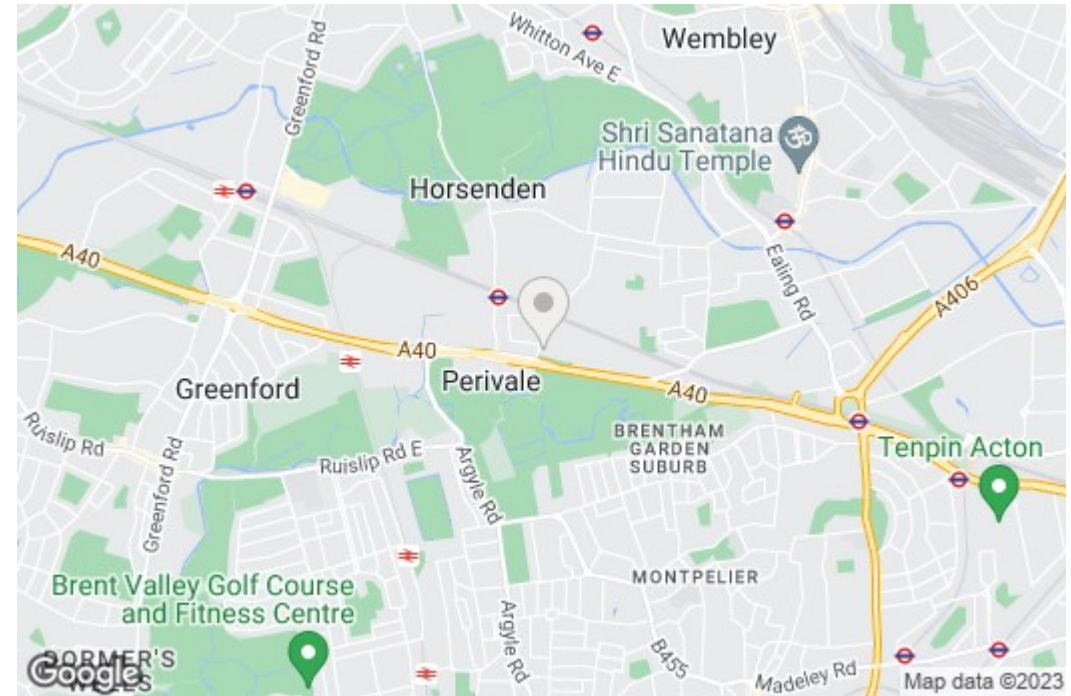 Whitton Ave E
Wembley
Greenford Rd
Shri Sanatana
Hindu Temple
Horsenden
A40
Ealing Rd
A406
A40
Greenford
Perivale
A40
BRENTHAM
GARDEN
SUBURB
Tenpin Acton
Ruislip Rd
Ruislip Rd E
Argyle Rd
Greenford Rd
MONTPELIER
Brent Valley Golf Course
and Fitness Centre
Argyle Rd
B455
Madeley Rd
DORMER'S
WELLS
Google
Map data ©2023